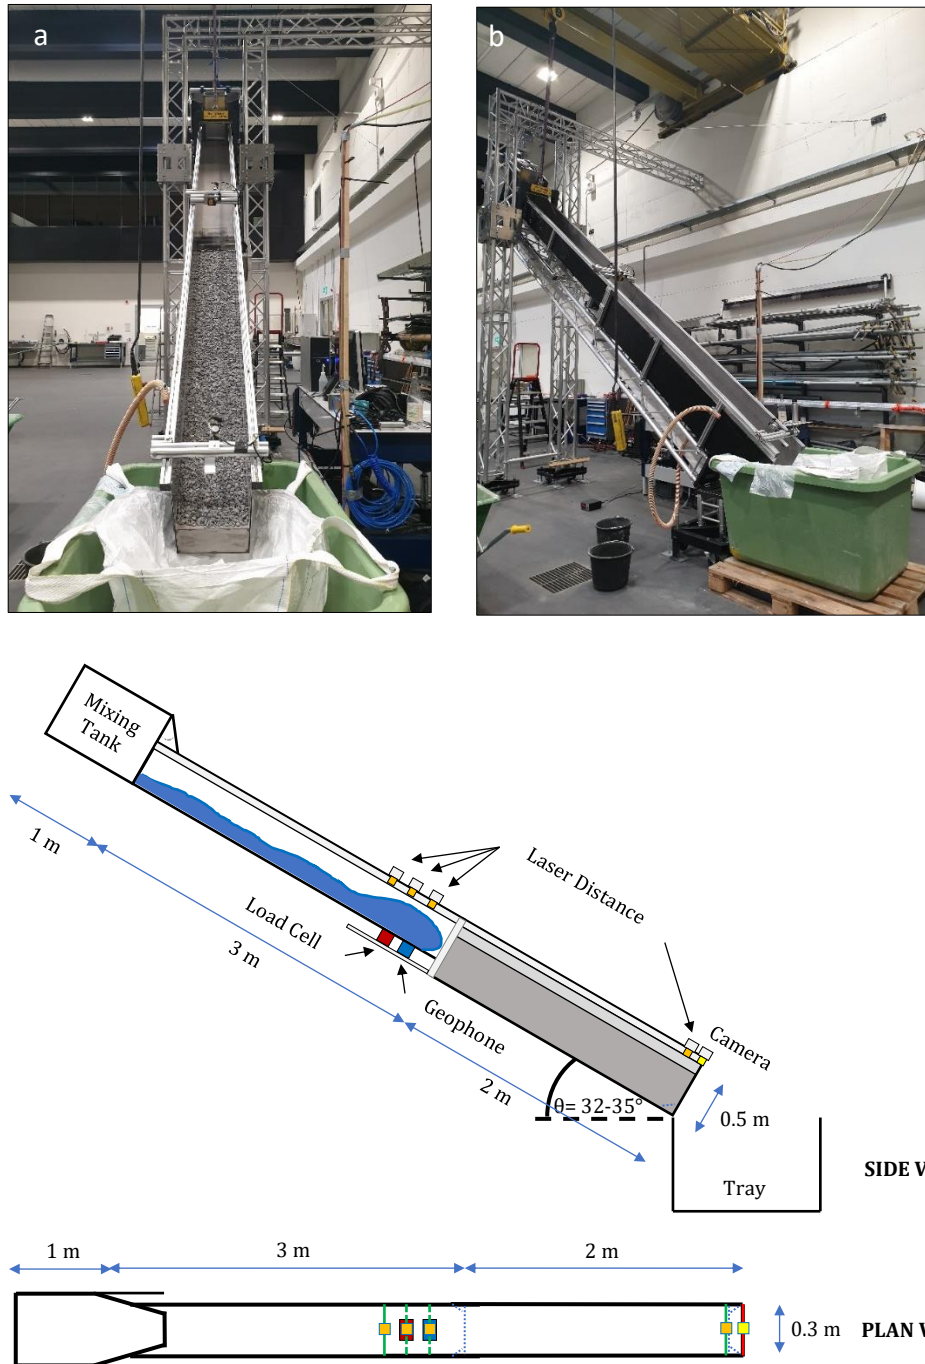 a
b
Mixing
Tank
1 m
3 m
Load Cell
Laser Distance
Geophone
Camera
2 m
θ= 32-35°
0.5 m
Tray
SIDE V
1 m
3 m
2 m
0.3 m
PLAN V